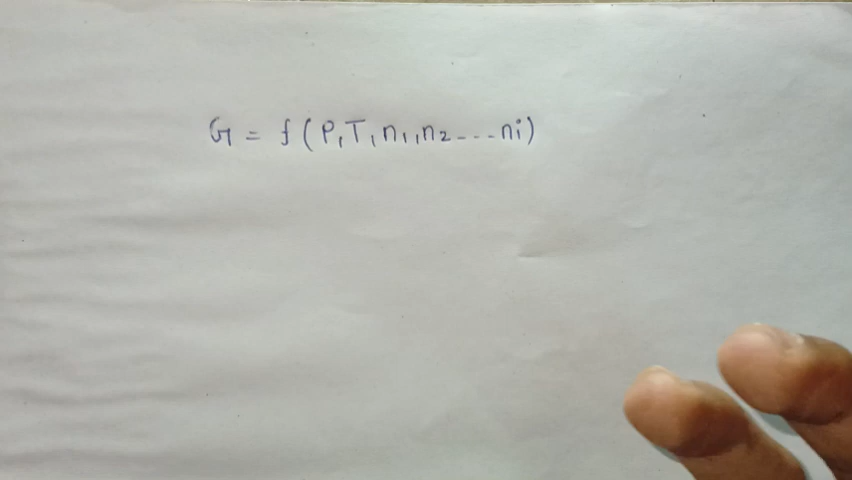 G = f (P, T, n1, n2 ---- ni)